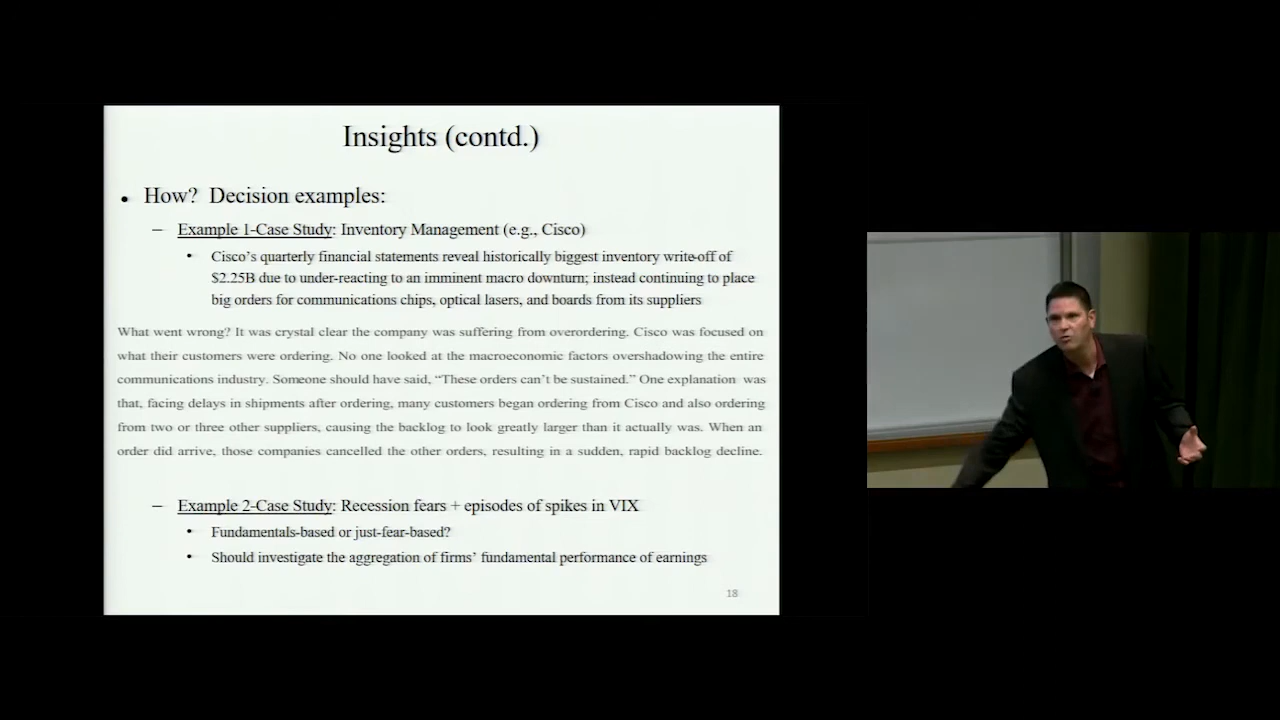 Insights (contd.)
• How? Decision examples:
– Example 1-Case Study: Inventory Management (e.g., Cisco)
• Cisco's quarterly financial statements reveal historically biggest inventory write-off of
$2.25B due to under-reacting to an imminent macro downturn; instead continuing to place
big orders for communications chips, optical lasers, and boards from its suppliers
What went wrong? It was crystal clear the company was suffering from overordering. Cisco was focused on
what their customers were ordering. No one looked at the macroeconomic factors overshadowing the entire
communications industry. Someone should have said, “These orders can’t be sustained.” One explanation was
that, facing delays in shipments after ordering, many customers began ordering from Cisco and also ordering
from two or three other suppliers, causing the backlog to look greatly larger than it actually was. When an
order did arrive, those companies cancelled the other orders, resulting in a sudden, rapid backlog decline.
– Example 2-Case Study: Recession fears + episodes of spikes in VIX
• Fundamentals-based or just-fear-based?
• Should investigate the aggregation of firms' fundamental performance of earnings
18